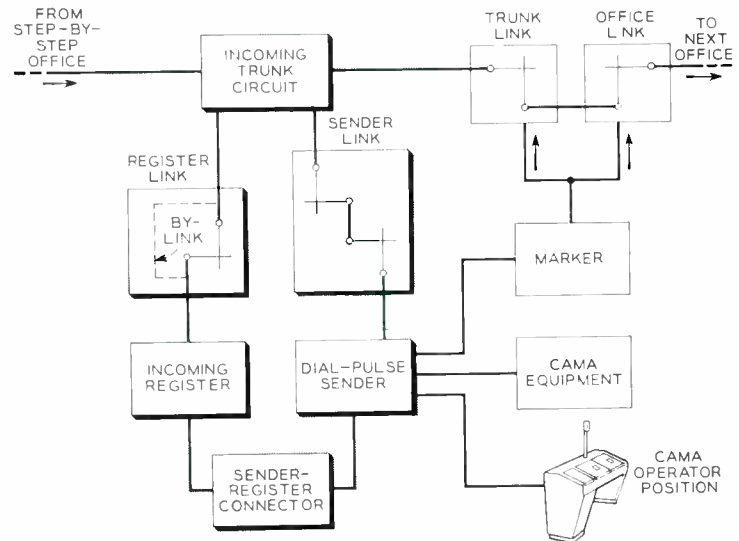 FROM
STEP-BY-
STEP
OFFICE
INCOMING
TRUNK
CIRCUIT
TRUNK
LINK
OFFICE
LINK
TO
NEXT
OFFICE
REGISTER
LINK
SENDER
LINK
BY-
LINK
MARKER
INCOMING
REGISTER
DIAL-PULSE
SENDER
CAMA
EQUIPMENT
SENDER-
REGISTER
CONNECTOR
CAMA
OPERATOR
POSITION